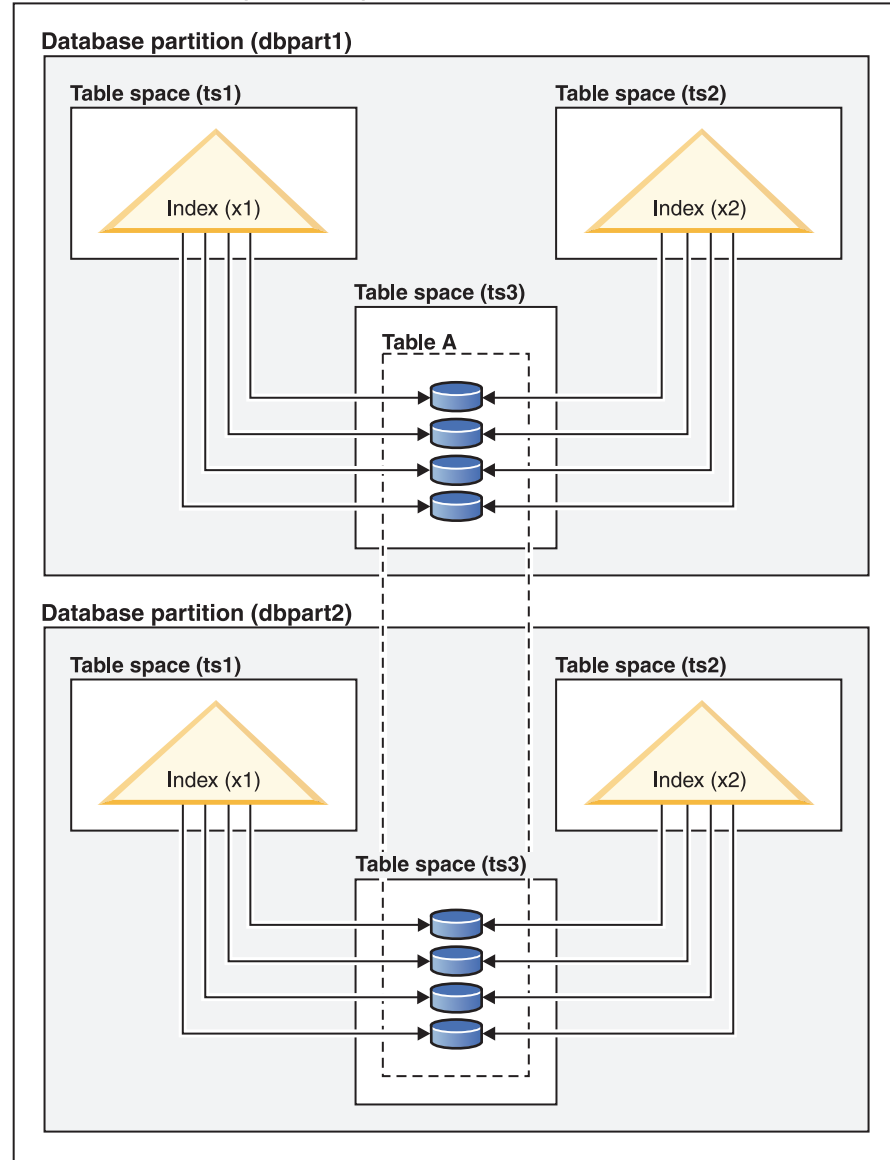 Database partition (dbpart1)
Table space (ts1)
Table space (ts2)
Index (x1)
Index (x2)
Table space (ts3)
Table A
Database partition (dbpart2)
Table space (ts1)
Table space (ts2)
Index (x1)
Index (x2)
Table space (ts3)